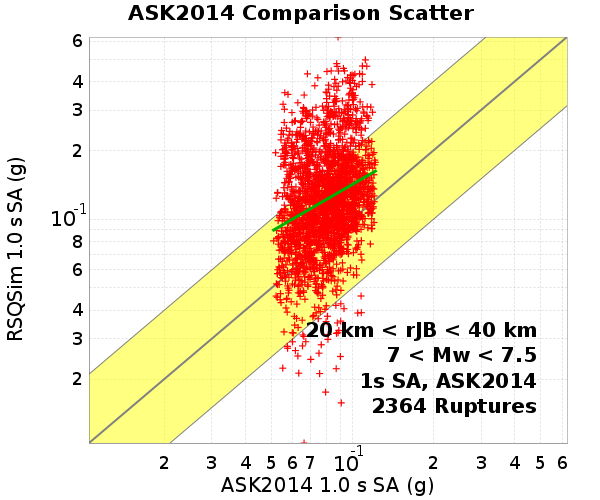 ASK2014 Comparison Scatter
RSQSim 1.0 s SA (g)
6
4
3
2
10-1
8
6
4
3
2
20 km < rJB < 40 km
7 < Mw < 7.5
1s SA, ASK2014
2364 Ruptures
2 3 4 5 6 7 10-1 2 3 4 5 6
ASK2014 1.0 s SA (g)